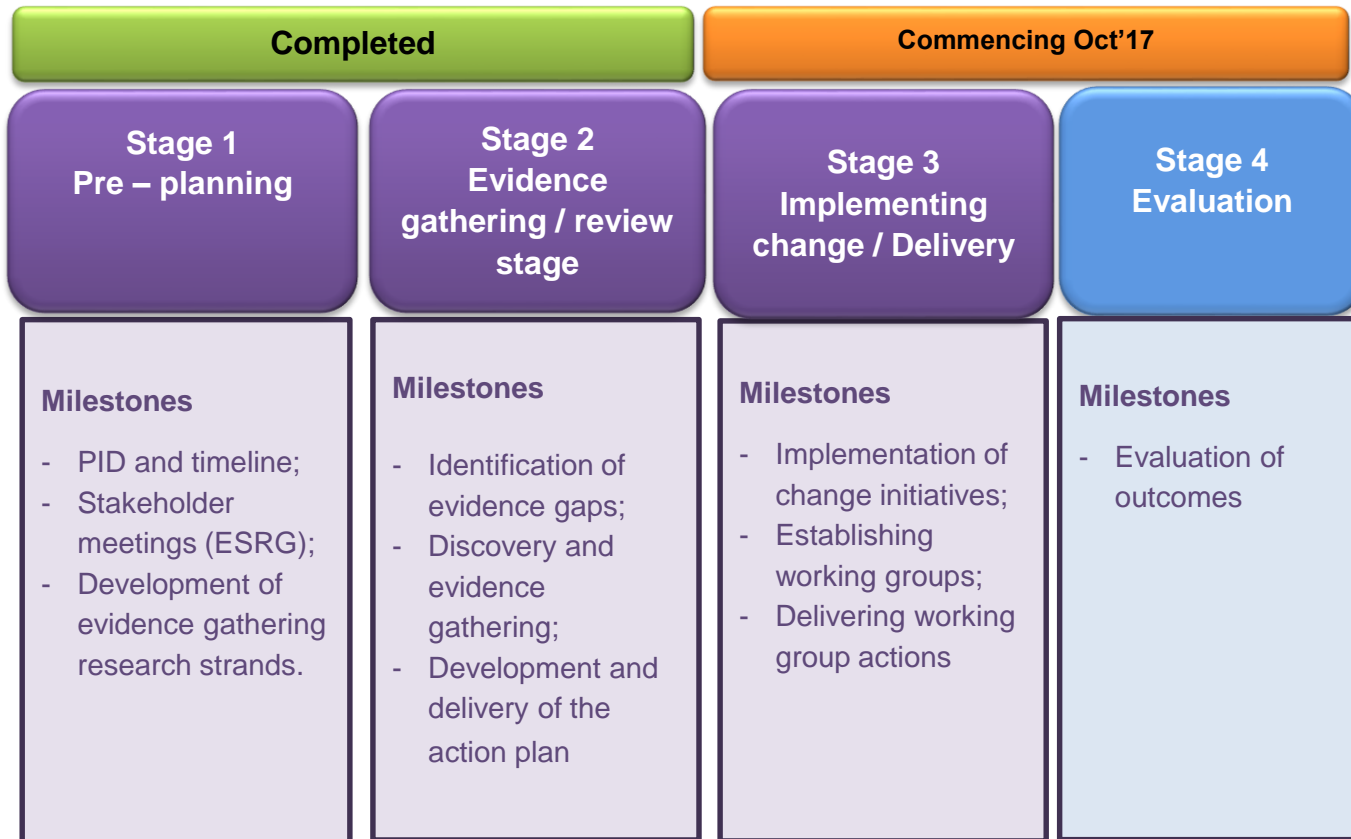 Completed
Commencing Oct'17
Stage 1
Pre – planning
Stage 2
Evidence
gathering / review
stage
Stage 3
Implementing
change / Delivery
Stage 4
Evaluation
Milestones
- PID and timeline;
- Stakeholder
meetings (ESRG);
- Development of
evidence gathering
research strands.
Milestones
- Identification of
evidence gaps;
- Discovery and
evidence
gathering;
- Development and
delivery of the
action plan
Milestones
- Implementation of
change initiatives;
- Establishing
working groups;
- Delivering working
group actions
Milestones
- Evaluation of
outcomes